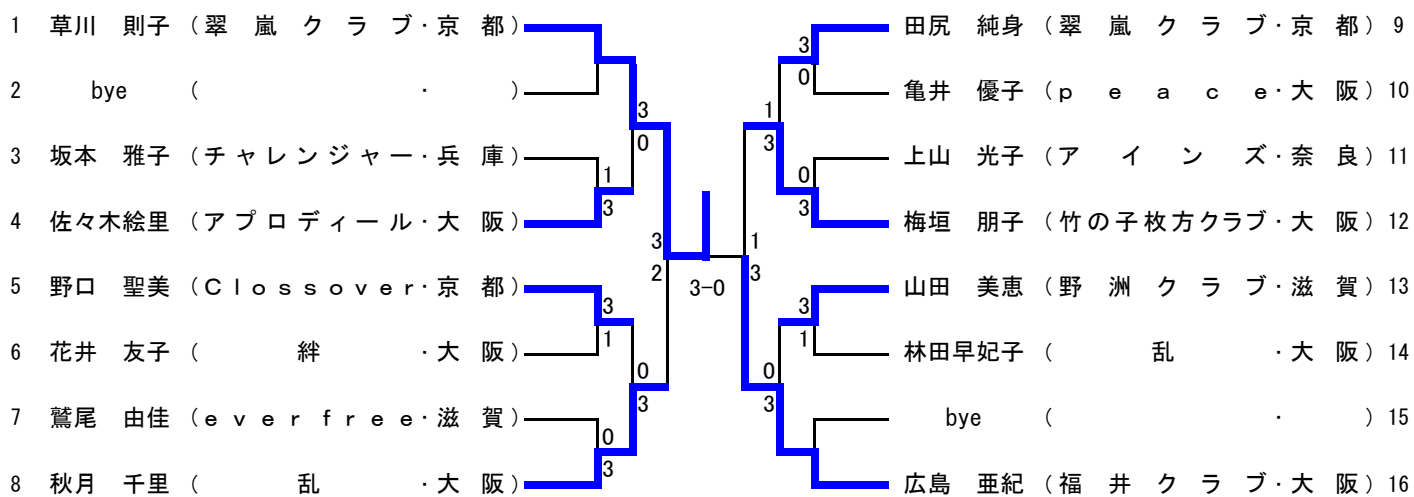 1 草川 則子 (翠嵐クラブ・京都)
2 bye ( ・ )
3 坂本 雅子 (チャレンジャー・兵庫)
4 佐々木絵里 (アプロディール・大阪)
5 野口 聖美 (Clossover・京都)
6 花井 友子 (絆・大阪)
7 鷲尾 由佳 (everfree・滋賀)
8 秋月 千里 (乱・大阪)
3
0
1
3
3
2
3
1
0
3
0
3
3-0
3
0
1
3
0
3
1
3
3
1
0
3
田尻 純身 (翠嵐クラブ・京都) 9
亀井 優子 (peace・大阪) 10
上山 光子 (アインズ・奈良) 11
梅垣 朋子 (竹の子枚方クラブ・大阪) 12
山田 美恵 (野洲クラブ・滋賀) 13
林田早妃子 (乱・大阪) 14
bye ( ・ ) 15
広島 亜紀 (福井クラブ・大阪) 16